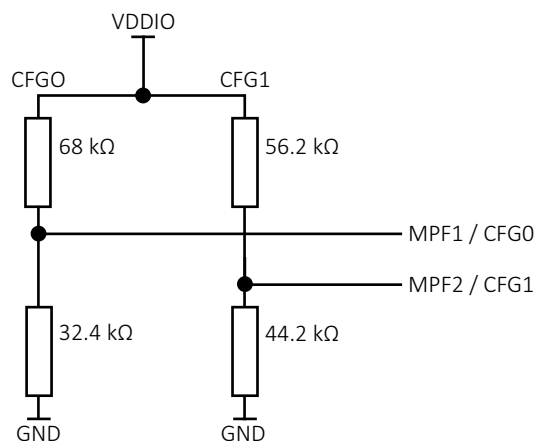 VDDIO
CFGO
CFG1
68 kΩ
56.2 kΩ
MPF1 / CFG0
MPF2 / CFG1
32.4 kΩ
44.2 kΩ
GND
GND